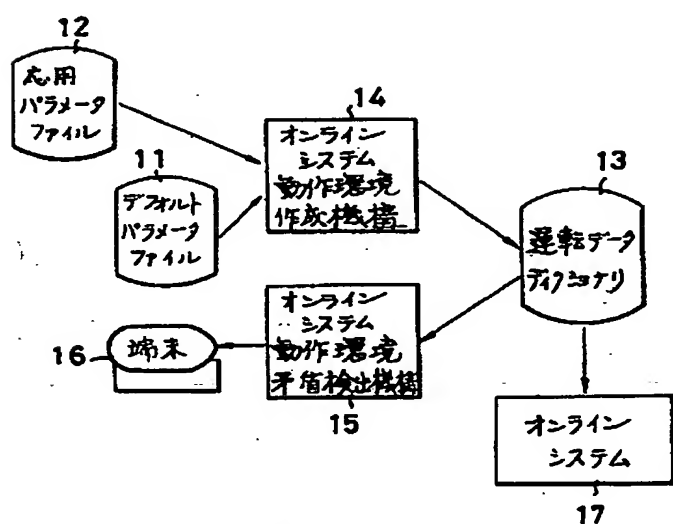 12
応用
パラメータ
ファイル
11
デフォルト
パラメータ
ファイル
14
オンライン
システム
動作環境
作成機構
13
運転データ
ディクショナリ
オンライン
システム
動作環境
矛盾検出機構
15
16
端末
オンライン
システム
17